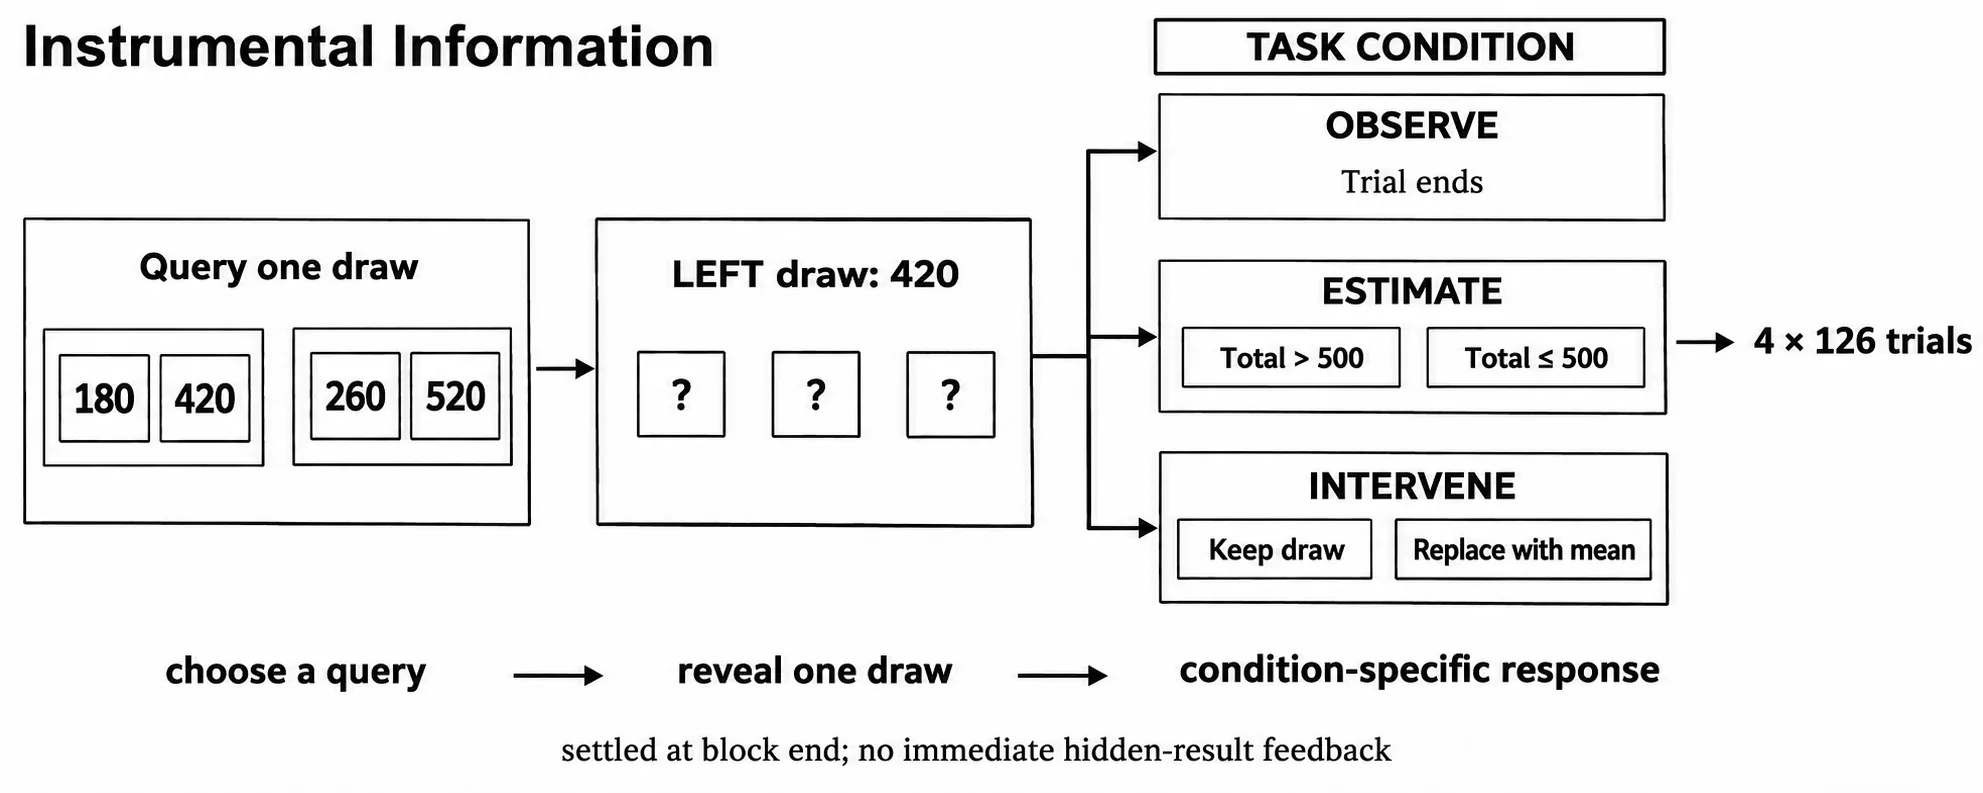 Instrumental Information
TASK CONDITION
OBSERVE
Trial ends
Query one draw
180 420 260 520
LEFT draw: 420
? ? ?
ESTIMATE
Total > 500 Total ≤ 500
4 × 126 trials
INTERVENE
Keep draw Replace with mean
choose a query → reveal one draw → condition-specific response
settled at block end; no immediate hidden-result feedback